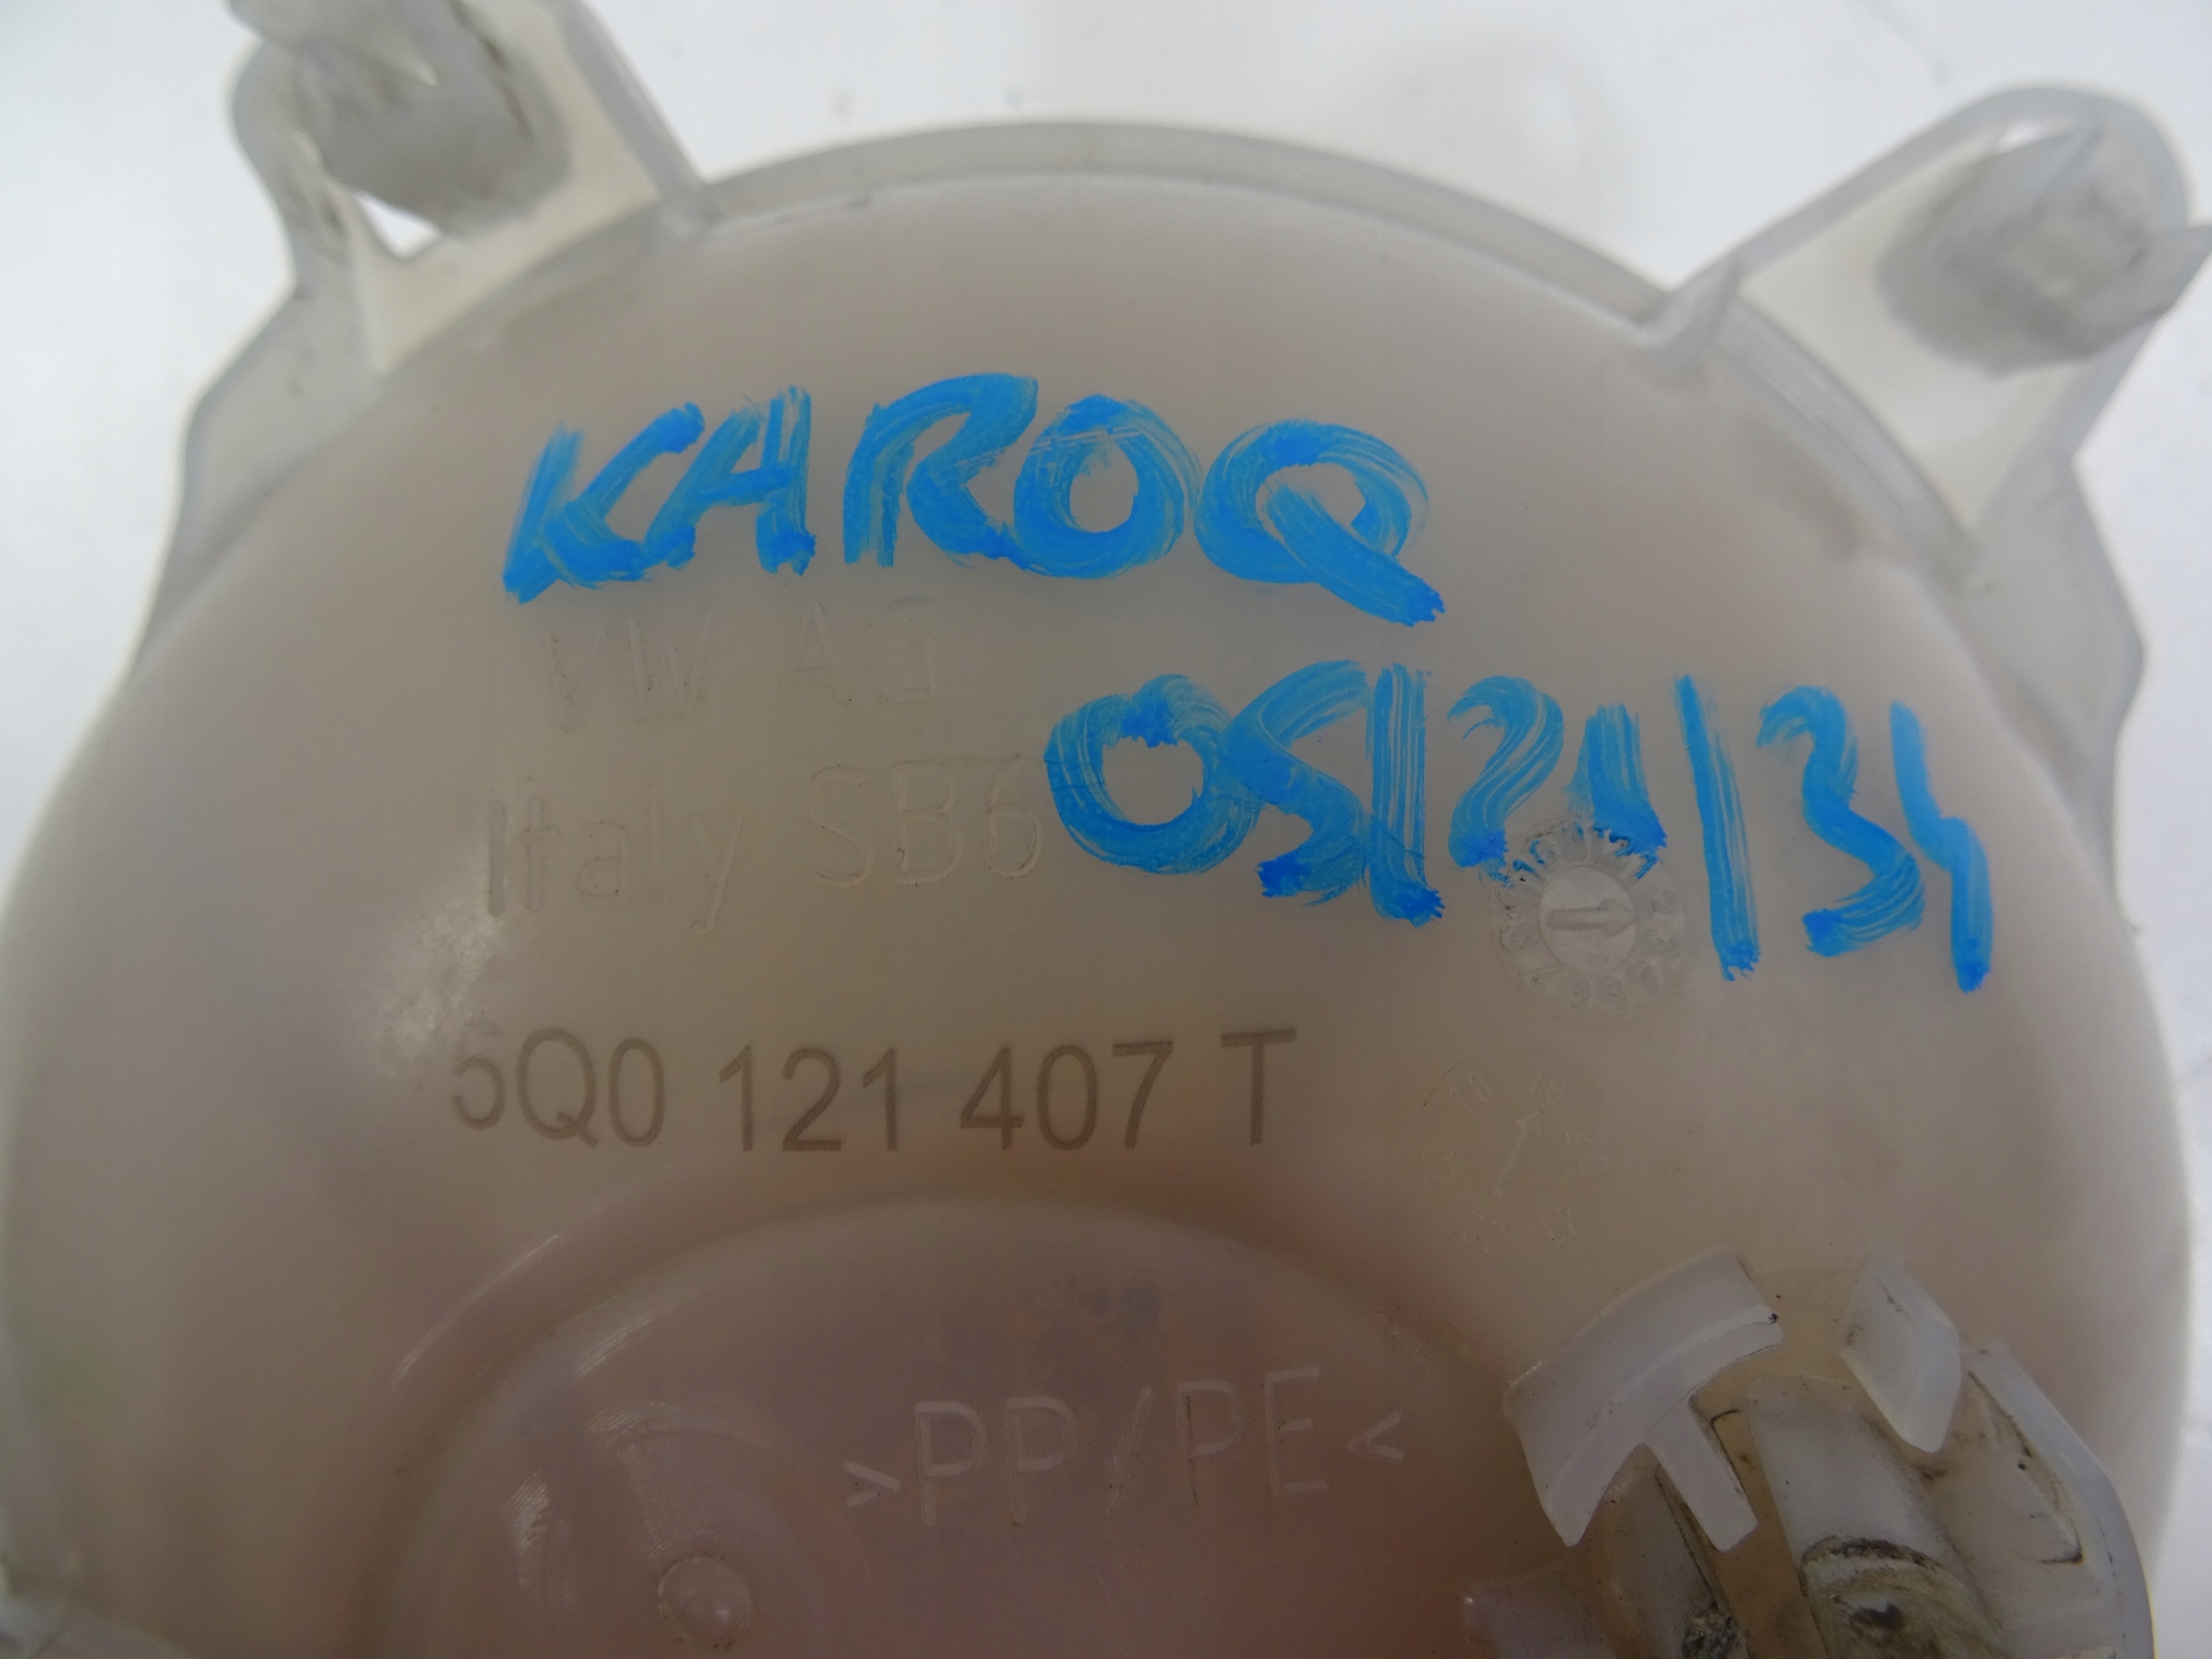 KAROQ
VW AG
Italy SB6
05/21/34
5Q0 121 407 T
>PP/PE<